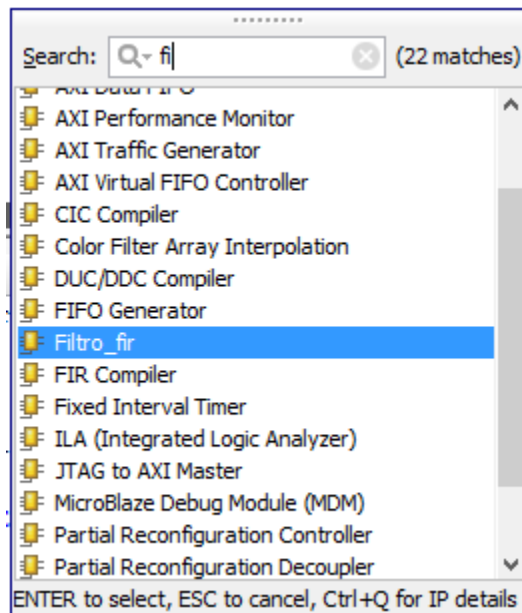 Search: fi (22 matches)
AXI Data FIFO
AXI Performance Monitor
AXI Traffic Generator
AXI Virtual FIFO Controller
CIC Compiler
Color Filter Array Interpolation
DUC/DDC Compiler
FIFO Generator
Filtro_fir
FIR Compiler
Fixed Interval Timer
ILA (Integrated Logic Analyzer)
JTAG to AXI Master
MicroBlaze Debug Module (MDM)
Partial Reconfiguration Controller
Partial Reconfiguration Decoupler
ENTER to select, ESC to cancel, Ctrl+Q for IP details